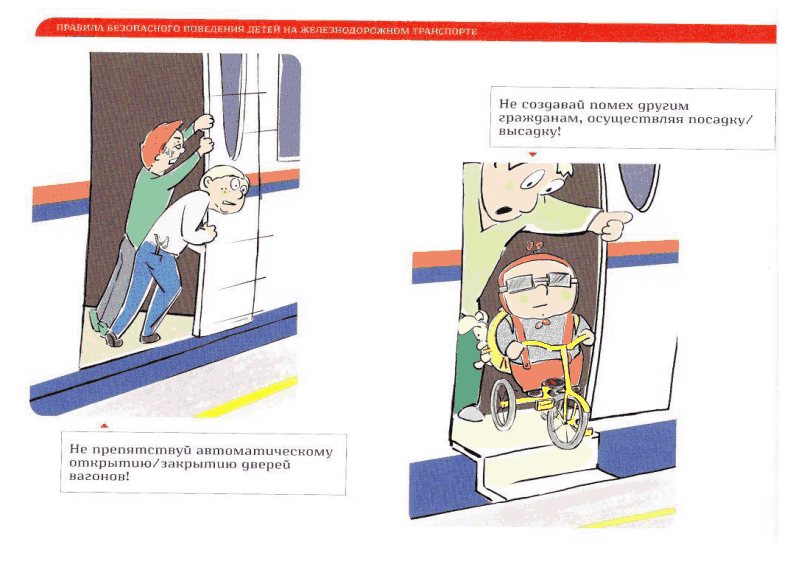 ПРАВИЛА БЕЗОПАСНОГО ПОВЕДЕНИЯ ДЕТЕЙ НА ЖЕЛЕЗНОДОРОЖНОМ ТРАНСПОРТЕ
Не создавай помех другим
гражданам, осуществляя посадку/
высадку!
Не препятствуй автоматическому
открытию/закрытию дверей
вагонов!